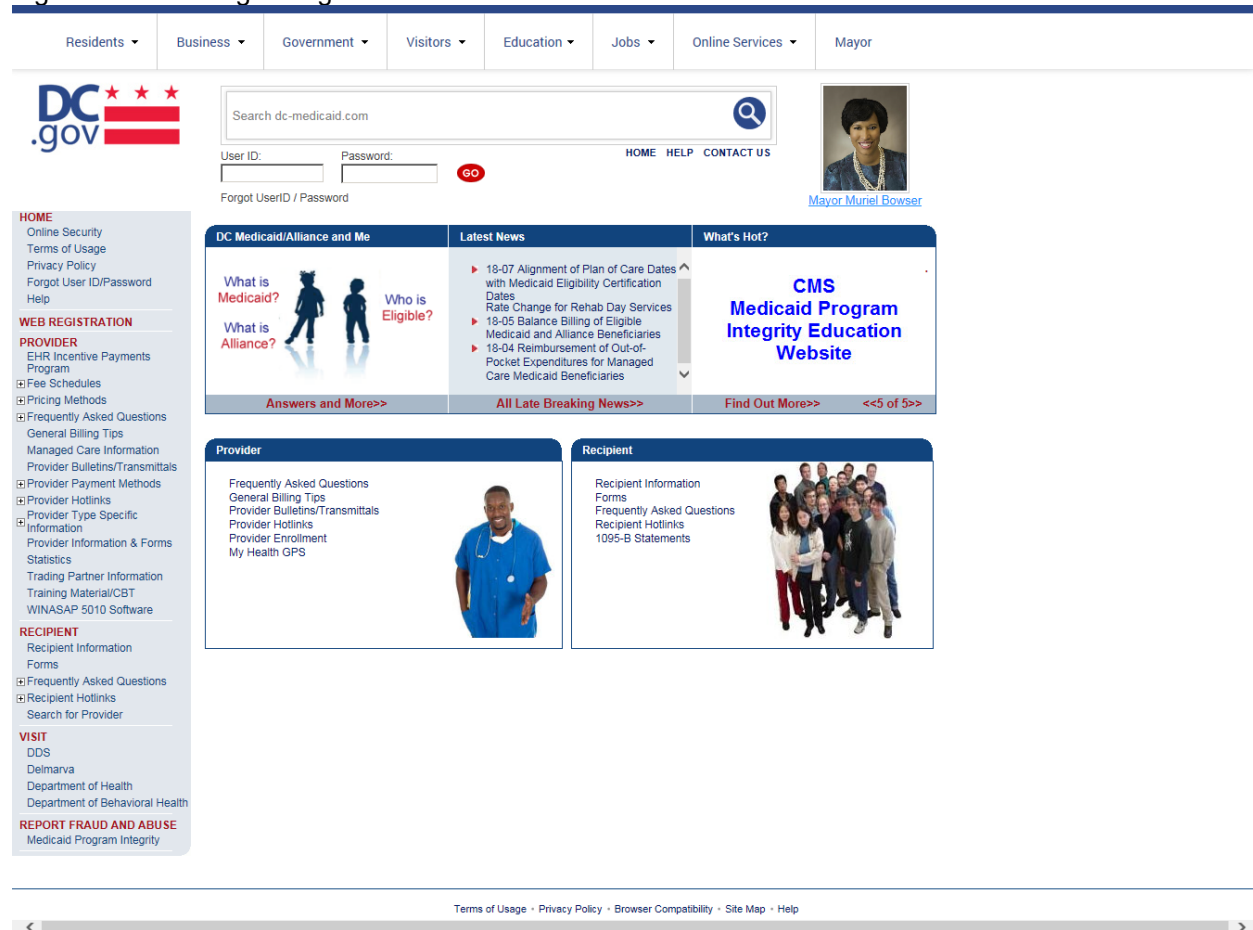 Residents Business Government Visitors Education Jobs Online Services Mayor
DC
.gov
Search dc-medicaid.com
User ID: Password:
GO
HOME HELP CONTACT US
Forgot UserID / Password
Mayor Muriel Bowser
HOME
Online Security
Terms of Usage
Privacy Policy
Forgot User ID/Password
Help
WEB REGISTRATION
PROVIDER
EHR Incentive Payments
Program
Fee Schedules
Pricing Methods
Frequently Asked Questions
General Billing Tips
Managed Care Information
Provider Bulletins/Transmittals
Provider Payment Methods
Provider Hotlinks
Provider Type Specific
Information
Provider Information & Forms
Statistics
Trading Partner Information
Training Material/CBT
WINASAP 5010 Software
RECIPIENT
Recipient Information
Forms
Frequently Asked Questions
Recipient Hotlinks
Search for Provider
VISIT
DDS
Delmarva
Department of Health
Department of Behavioral Health
REPORT FRAUD AND ABUSE
Medicaid Program Integrity
DC Medicaid/Alliance and Me
What is
Medicaid?
What is
Alliance?
Who is
Eligible?
Answers and More>>
Latest News
18-07 Alignment of Plan of Care Dates
with Medicaid Eligibility Certification
Dates
Rate Change for Rehab Day Services
18-05 Balance Billing of Eligible
Medicaid and Alliance Beneficiaries
18-04 Reimbursement of Out-of-
Pocket Expenditures for Managed
Care Medicaid Beneficiaries
All Late Breaking News>>
What's Hot?
CMS
Medicaid Program
Integrity Education
Website
Find Out More>> <<5 of 5>>
Provider
Frequently Asked Questions
General Billing Tips
Provider Bulletins/Transmittals
Provider Hotlinks
Provider Enrollment
My Health GPS
Recipient
Recipient Information
Forms
Frequently Asked Questions
Recipient Hotlinks
1095-B Statements
Terms of Usage • Privacy Policy • Browser Compatibility • Site Map • Help